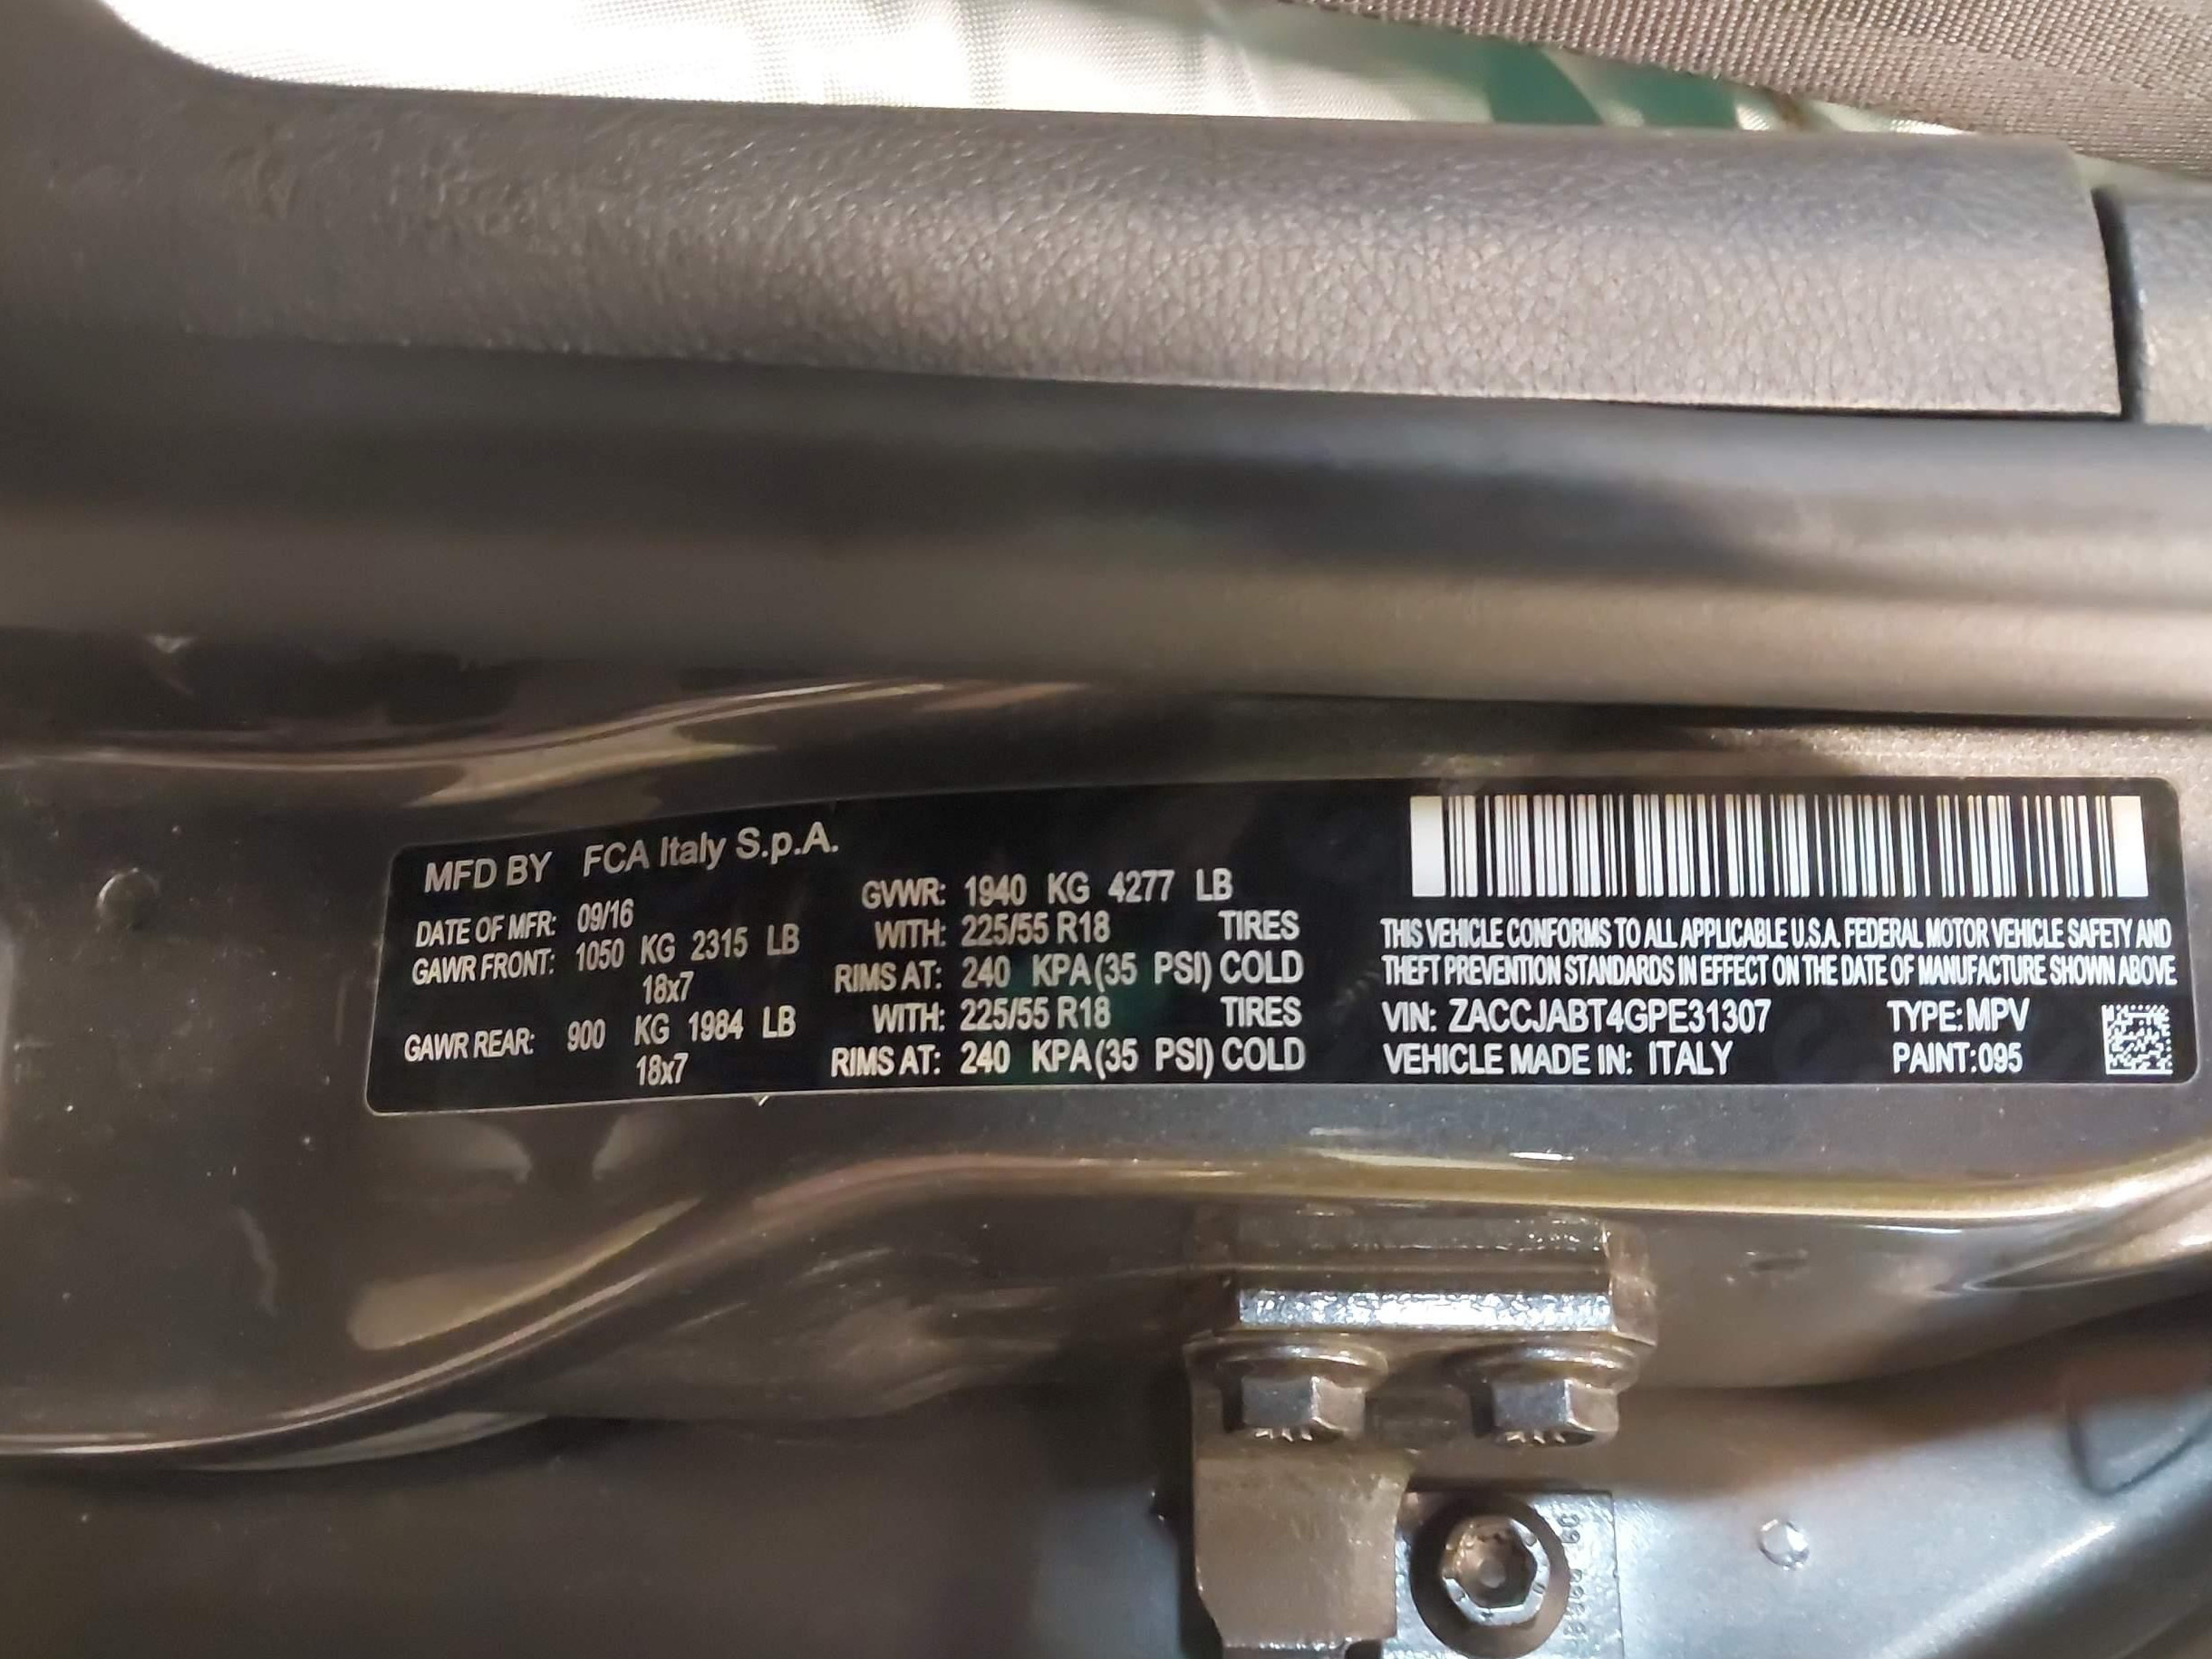 MFD BY FCA Italy S.p.A.
DATE OF MFR: 09/16
GVWR: 1940 KG 4277 LB
GAWR FRONT: 1050 KG 2315 LB
WITH: 225/55 R18 TIRES
18x7
RIMS AT: 240 KPA(35 PSI) COLD
GAWR REAR: 900 KG 1984 LB
WITH: 225/55 R18 TIRES
18x7
RIMS AT: 240 KPA(35 PSI) COLD
THIS VEHICLE CONFORMS TO ALL APPLICABLE U.S.A. FEDERAL MOTOR VEHICLE SAFETY AND
THEFT PREVENTION STANDARDS IN EFFECT ON THE DATE OF MANUFACTURE SHOWN ABOVE
VIN: ZACCJABT4GPE31307 TYPE: MPV
VEHICLE MADE IN: ITALY PAINT: 095